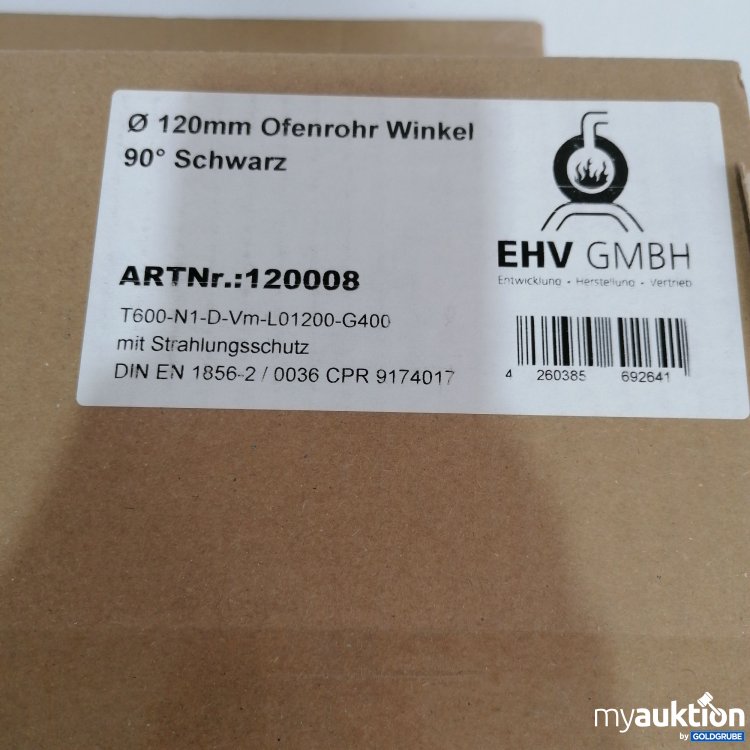 Ø 120mm Ofenrohr Winkel
90° Schwarz
EHV GMBH
Entwicklung - Herstellung - Vertrieb
ARTNr.:120008
T600-N1-D-Vm-L01200-G400
mit Strahlungsschutz
DIN EN 1856-2 / 0036 CPR 9174017
4 260385 692641
myauktion
by GOLDGRUBE